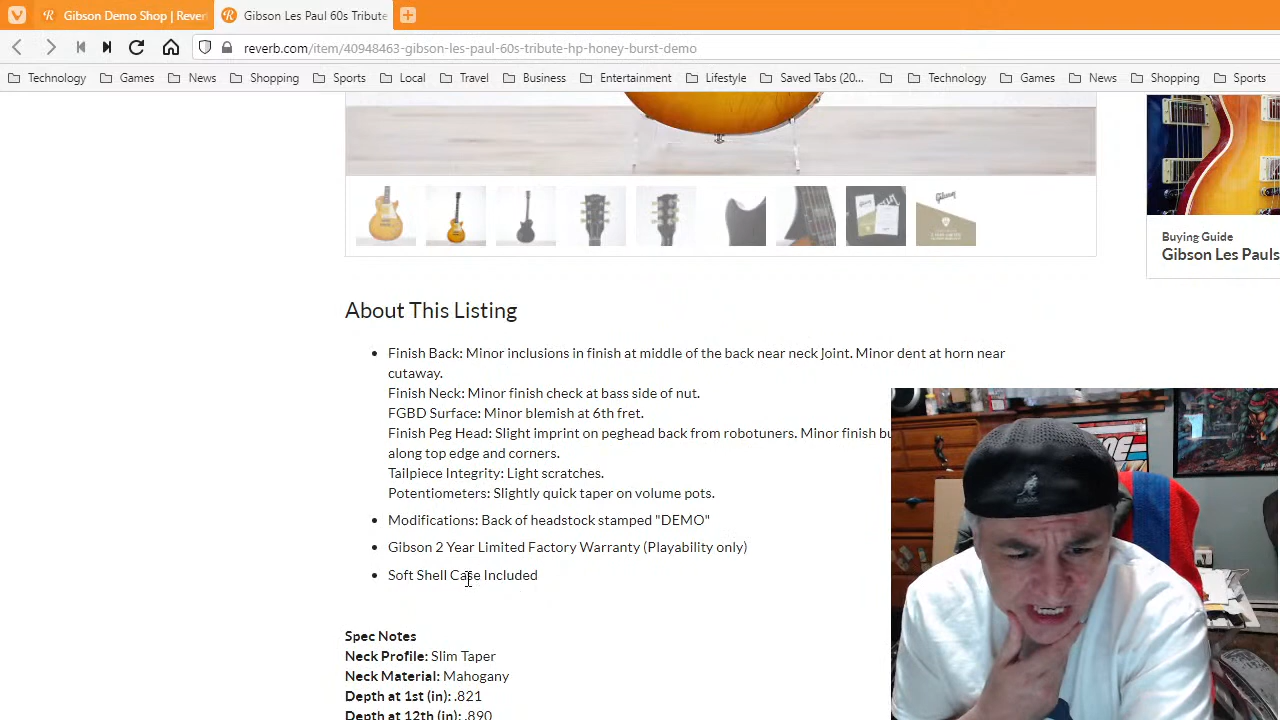 Gibson Demo Shop | Rever
Gibson Les Paul 60s Tribute
reverb.com/item/40948463-gibson-les-paul-60s-tribute-hp-honey-burst-demo
Technology Games News Shopping Sports Local Travel Business Entertainment Lifestyle Saved Tabs (20... Technology Games News Shopping Sports
Buying Guide
Gibson Les Pauls
About This Listing
Finish Back: Minor inclusions in finish at middle of the back near neck joint. Minor dent at horn near
cutaway.
Finish Neck: Minor finish check at bass side of nut.
FGBD Surface: Minor blemish at 6th fret.
Finish Peg Head: Slight imprint on peghead back from robotuners. Minor finish bu
along top edge and corners.
Tailpiece Integrity: Light scratches.
Potentiometers: Slightly quick taper on volume pots.
Modifications: Back of headstock stamped "DEMO"
Gibson 2 Year Limited Factory Warranty (Playability only)
Soft Shell Case Included
Spec Notes
Neck Profile: Slim Taper
Neck Material: Mahogany
Depth at 1st (in): .821
Depth at 12th (in): .890